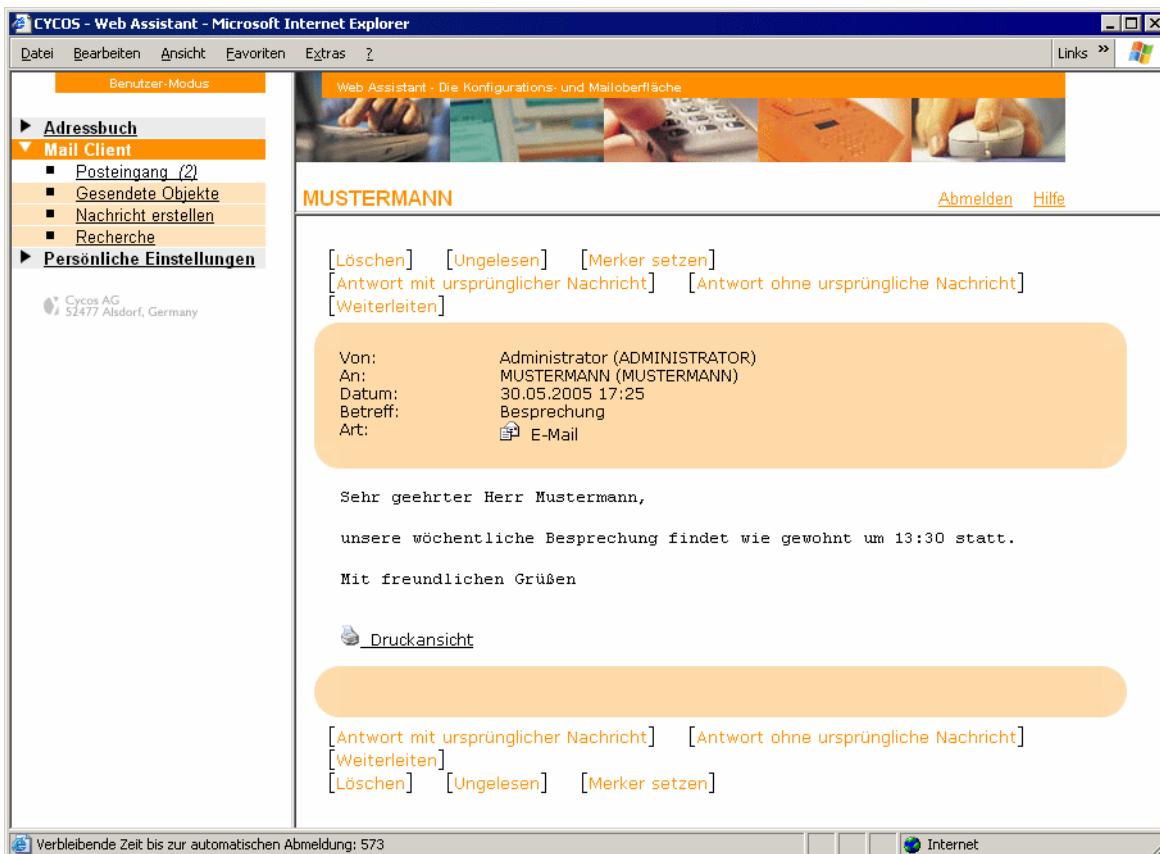 CYCOS - Web Assistant - Microsoft Internet Explorer
Datei Bearbeiten Ansicht Favoriten Extras ? Links »
Benutzer-Modus
Web Assistant - Die Konfigurations- und Mailoberfläche
Adressbuch
Mail Client
Posteingang (2)
Gesendete Objekte
Nachricht erstellen
Recherche
Persönliche Einstellungen
Cycos AG
52477 Alsdorf, Germany
MUSTERMANN Abmelden Hilfe
[Löschen] [Ungelesen] [Merker setzen]
[Antwort mit ursprünglicher Nachricht] [Antwort ohne ursprüngliche Nachricht]
[Weiterleiten]
Von: Administrator (ADMINISTRATOR)
An: MUSTERMANN (MUSTERMANN)
Datum: 30.05.2005 17:25
Betreff: Besprechung
Art: E-Mail
Sehr geehrter Herr Mustermann,
unsere wöchentliche Besprechung findet wie gewohnt um 13:30 statt.
Mit freundlichen Grüßen
Druckansicht
[Antwort mit ursprünglicher Nachricht] [Antwort ohne ursprüngliche Nachricht]
[Weiterleiten]
[Löschen] [Ungelesen] [Merker setzen]
Verbleibende Zeit bis zur automatischen Abmeldung: 573 Internet